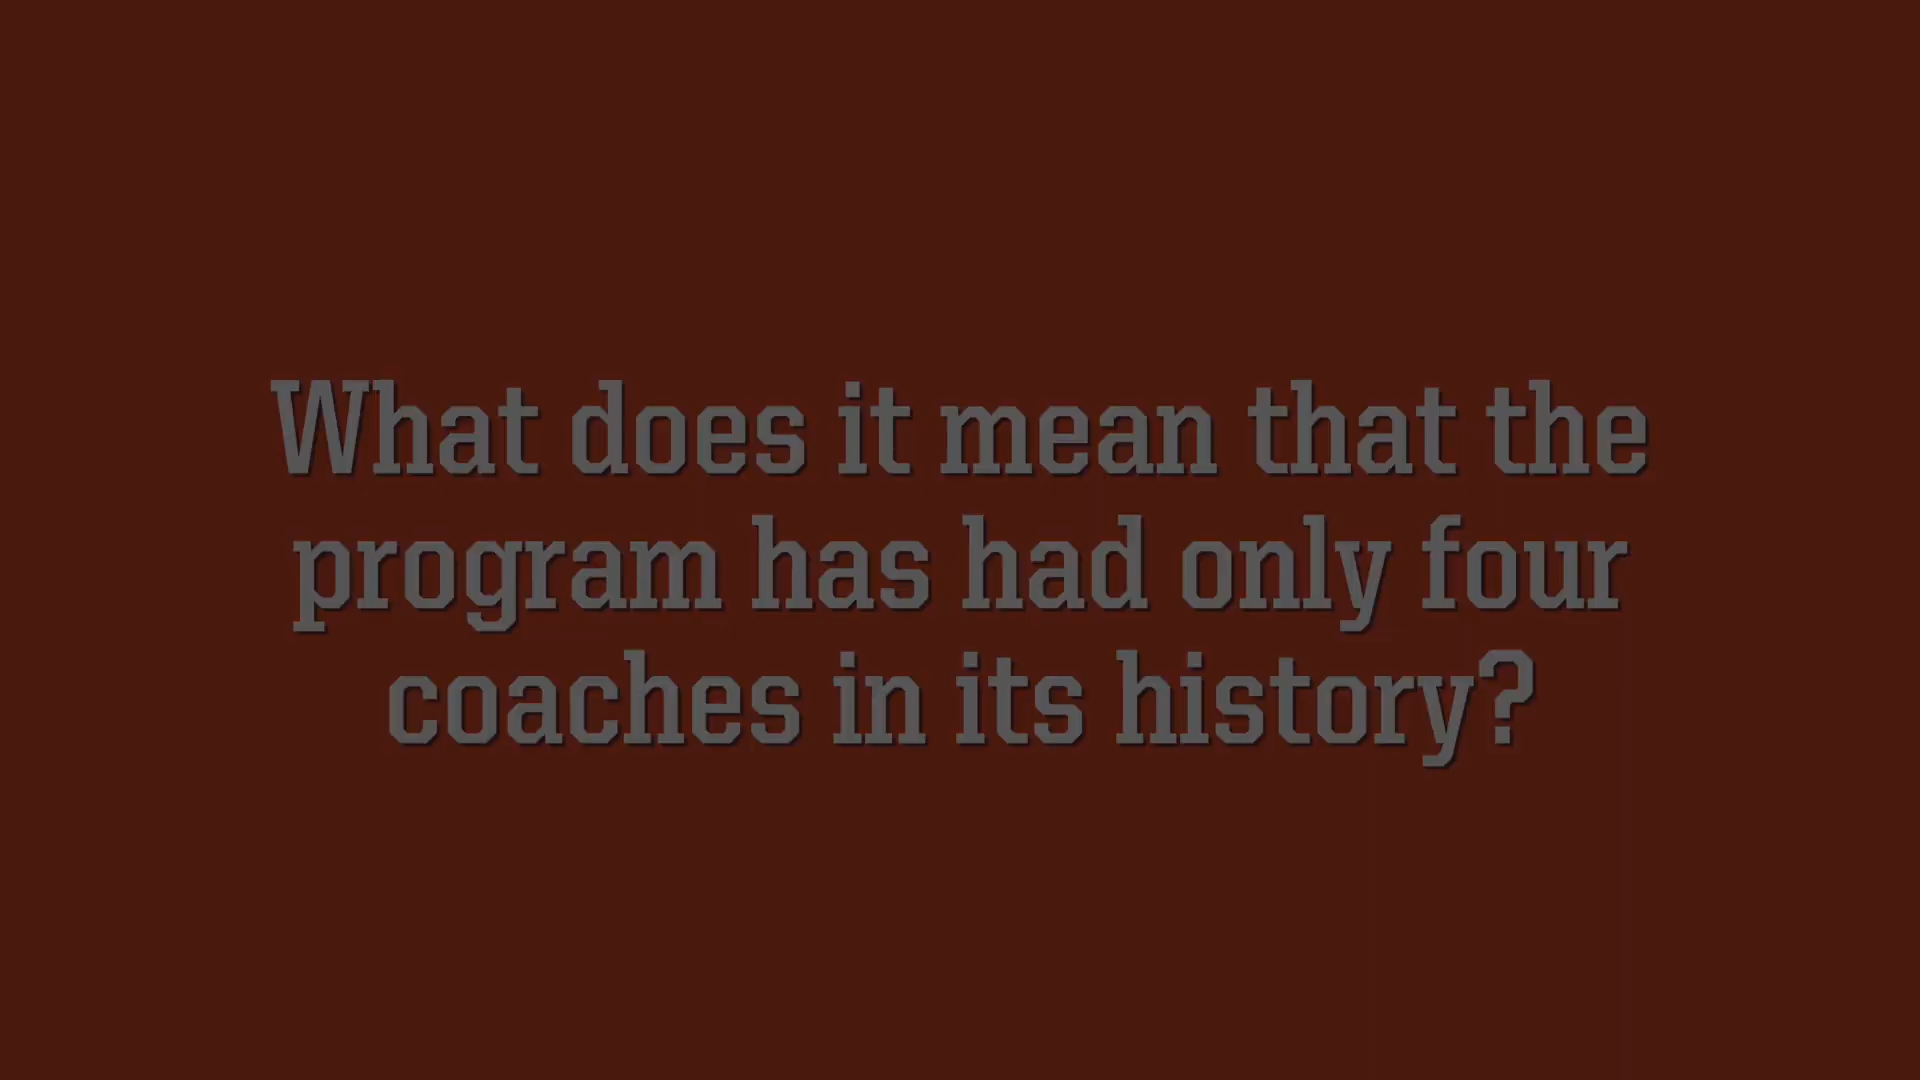 What does it mean that the
program has had only four
coaches in its history?